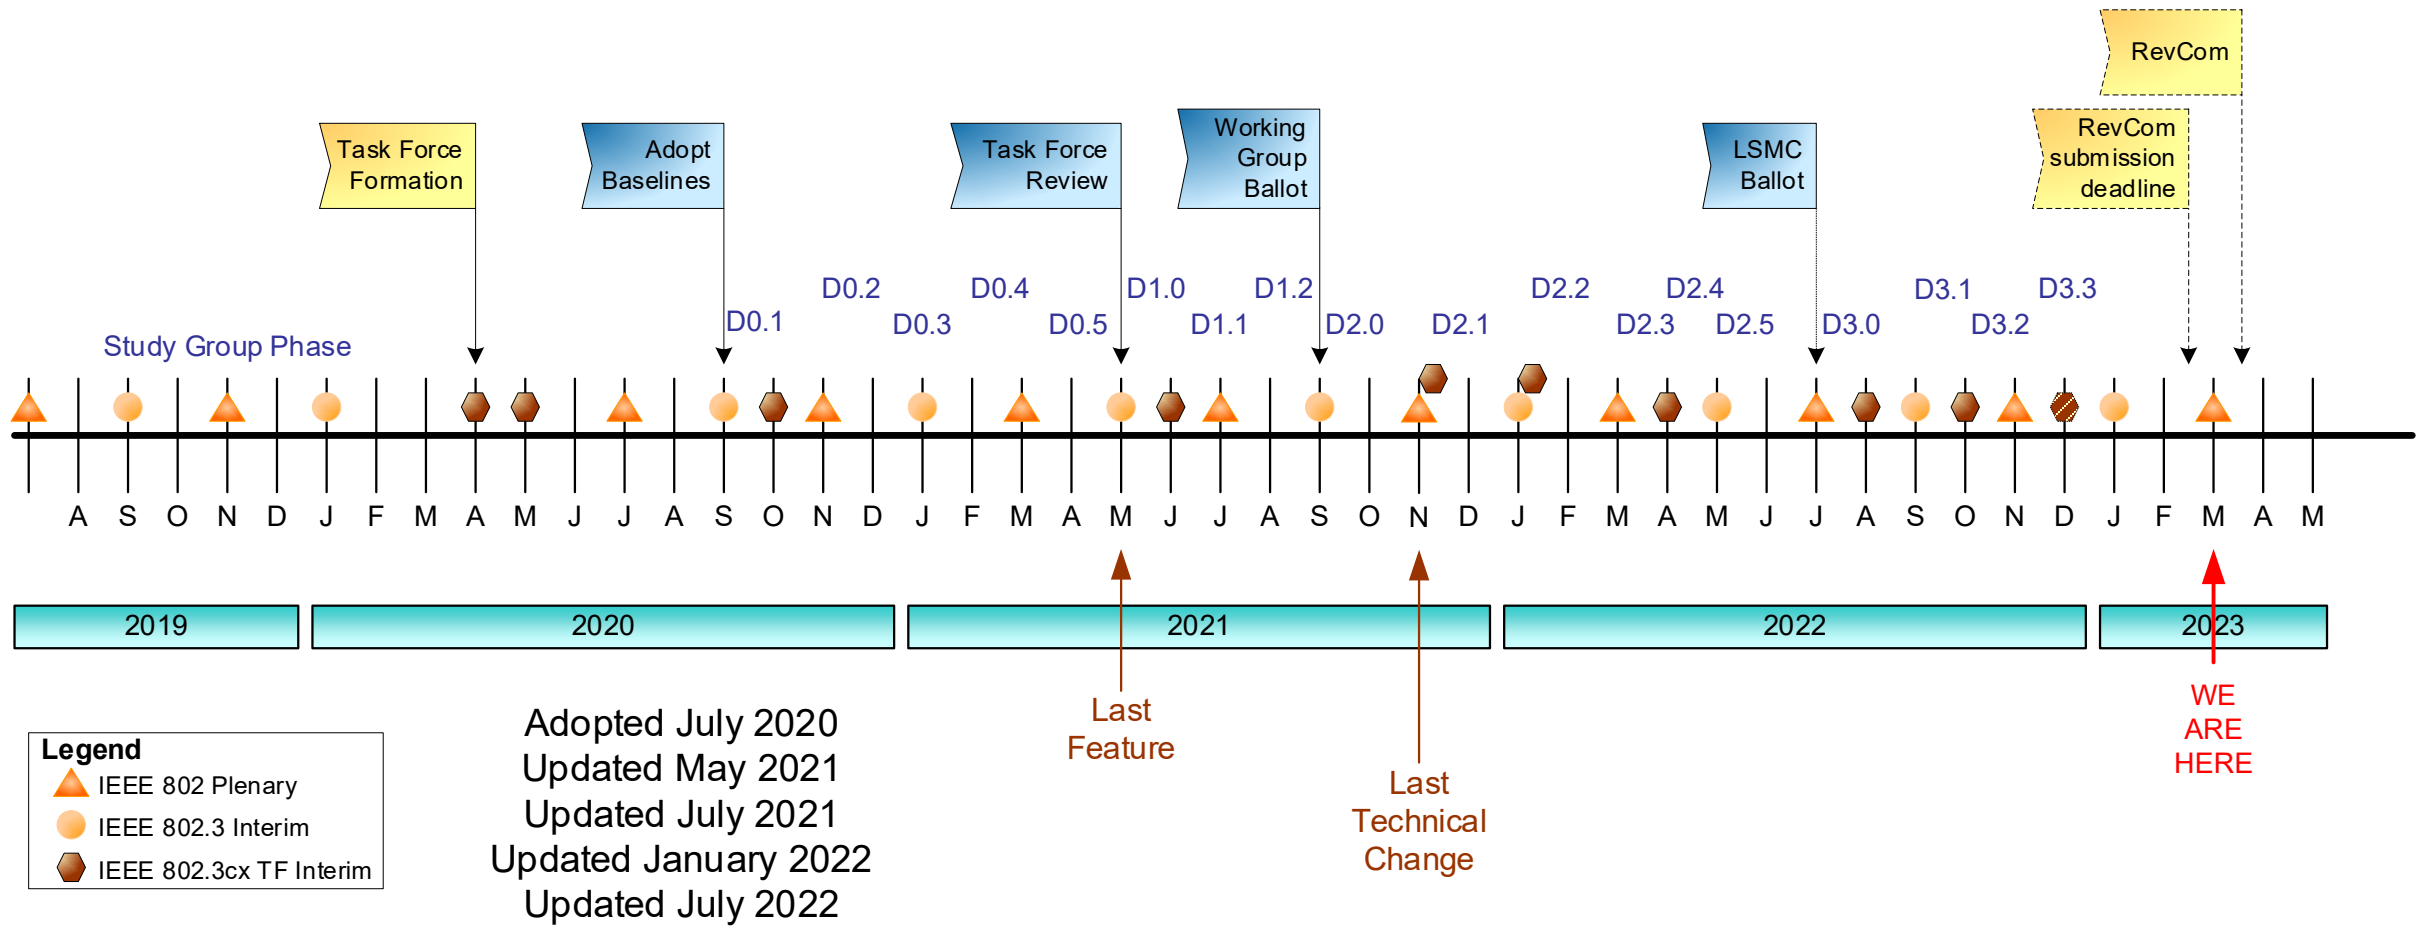 RevCom
Task Force
Formation
Adopt
Baselines
Task Force
Review
Working
Group
Ballot
LSMC
Ballot
RevCom
submission
deadline
D0.2 D0.4 D1.0 D1.2 D2.2 D2.4 D3.1 D3.3
D0.1 D0.3 D0.5 D1.1 D2.0 D2.1 D2.3 D2.5 D3.0 D3.2
Study Group Phase
A S O N D J F M A M J J A S O N D J F M A M J J A S O N D J F M A M J J A S O N D J F M A M
2019 2020 2021 2022 2023
Last
Feature
Last
Technical
Change
WE
ARE
HERE
Adopted July 2020
Updated May 2021
Updated July 2021
Updated January 2022
Updated July 2022
Legend
IEEE 802 Plenary
IEEE 802.3 Interim
IEEE 802.3cx TF Interim